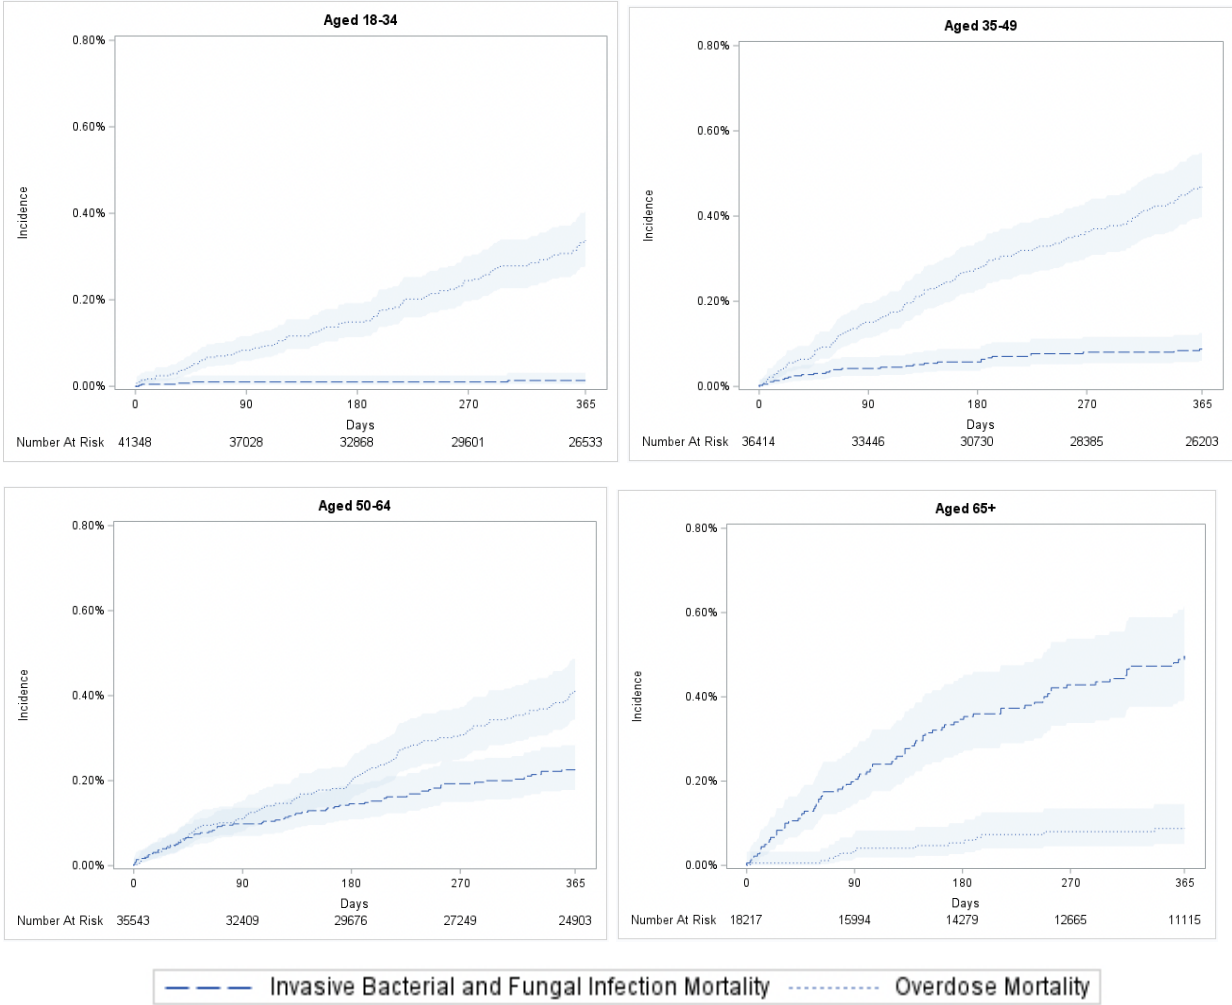 Aged 18-34
0.80%
0.60%
0.40%
0.20%
0.00%
Incidence
0 90 180 270 365
Days
Number At Risk 41348 37028 32868 29601 26533
Aged 35-49
0.80%
0.60%
0.40%
0.20%
0.00%
Incidence
0 90 180 270 365
Days
Number At Risk 36414 33446 30730 28385 26203
Aged 50-64
0.80%
0.60%
0.40%
0.20%
0.00%
Incidence
0 90 180 270 365
Days
Number At Risk 35543 32409 29676 27249 24903
Aged 65+
0.80%
0.60%
0.40%
0.20%
0.00%
Incidence
0 90 180 270 365
Days
Number At Risk 18217 15994 14279 12665 11115
Invasive Bacterial and Fungal Infection Mortality Overdose Mortality